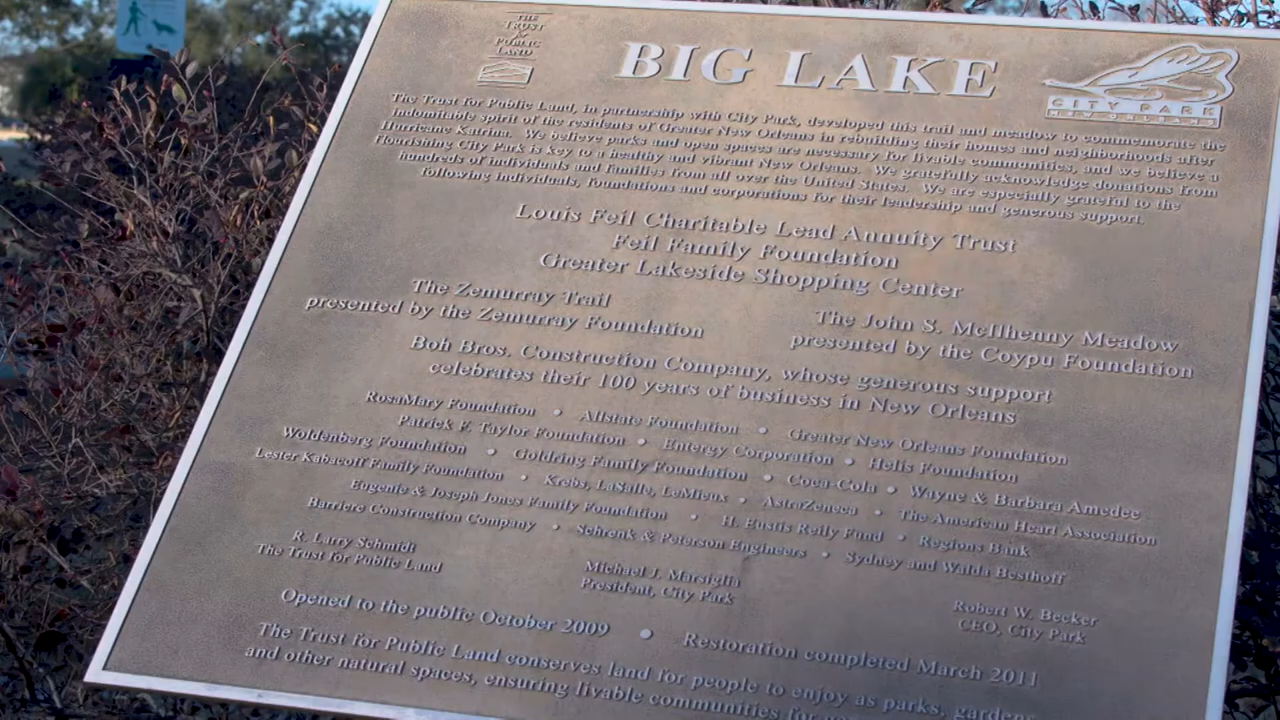 THE
TRUST
for
PUBLIC
LAND
BIG LAKE
CITY PARK
NEW ORLEANS
The Trust for Public Land, in partnership with City Park, developed this trail and meadow to commemorate the
indomitable spirit of the residents of Greater New Orleans in rebuilding their homes and neighborhoods after
Hurricane Katrina. We believe parks and open spaces are necessary for livable communities, and we believe a
flourishing City Park is key to a healthy and vibrant New Orleans. We gratefully acknowledge donations from
hundreds of individuals and families from all over the United States. We are especially grateful to the
following individuals, foundations and corporations for their leadership and generous support.
Louis Feil Charitable Lead Annuity Trust
Feil Family Foundation
Greater Lakeside Shopping Center
The Zemurray Trail
presented by the Zemurray Foundation
The John S. McIlhenny Meadow
presented by the Coypu Foundation
Boh Bros. Construction Company, whose generous support
celebrates their 100 years of business in New Orleans
RosaMary Foundation • Allstate Foundation • Greater New Orleans Foundation
Patrick F. Taylor Foundation • Entergy Corporation • Helis Foundation
Woldenberg Foundation • Goldring Family Foundation • Coca-Cola • Wayne & Barbara Amedee
Lester Kabacoff Family Foundation • Krebs, LaSalle, LeMieux • AstraZeneca • The American Heart Association
Eugenie & Joseph Jones Family Foundation • H. Eustis Reily Fund • Regions Bank
Barriere Construction Company • Schrenk & Peterson Engineers • Sydney and Walda Besthoff
R. Larry Schmidt
The Trust for Public Land
Michael J. Marsiglia
President, City Park
Robert W. Becker
CEO, City Park
Opened to the public October 2009 • Restoration completed March 2011
The Trust for Public Land conserves land for people to enjoy as parks, gardens
and other natural spaces, ensuring livable communities for